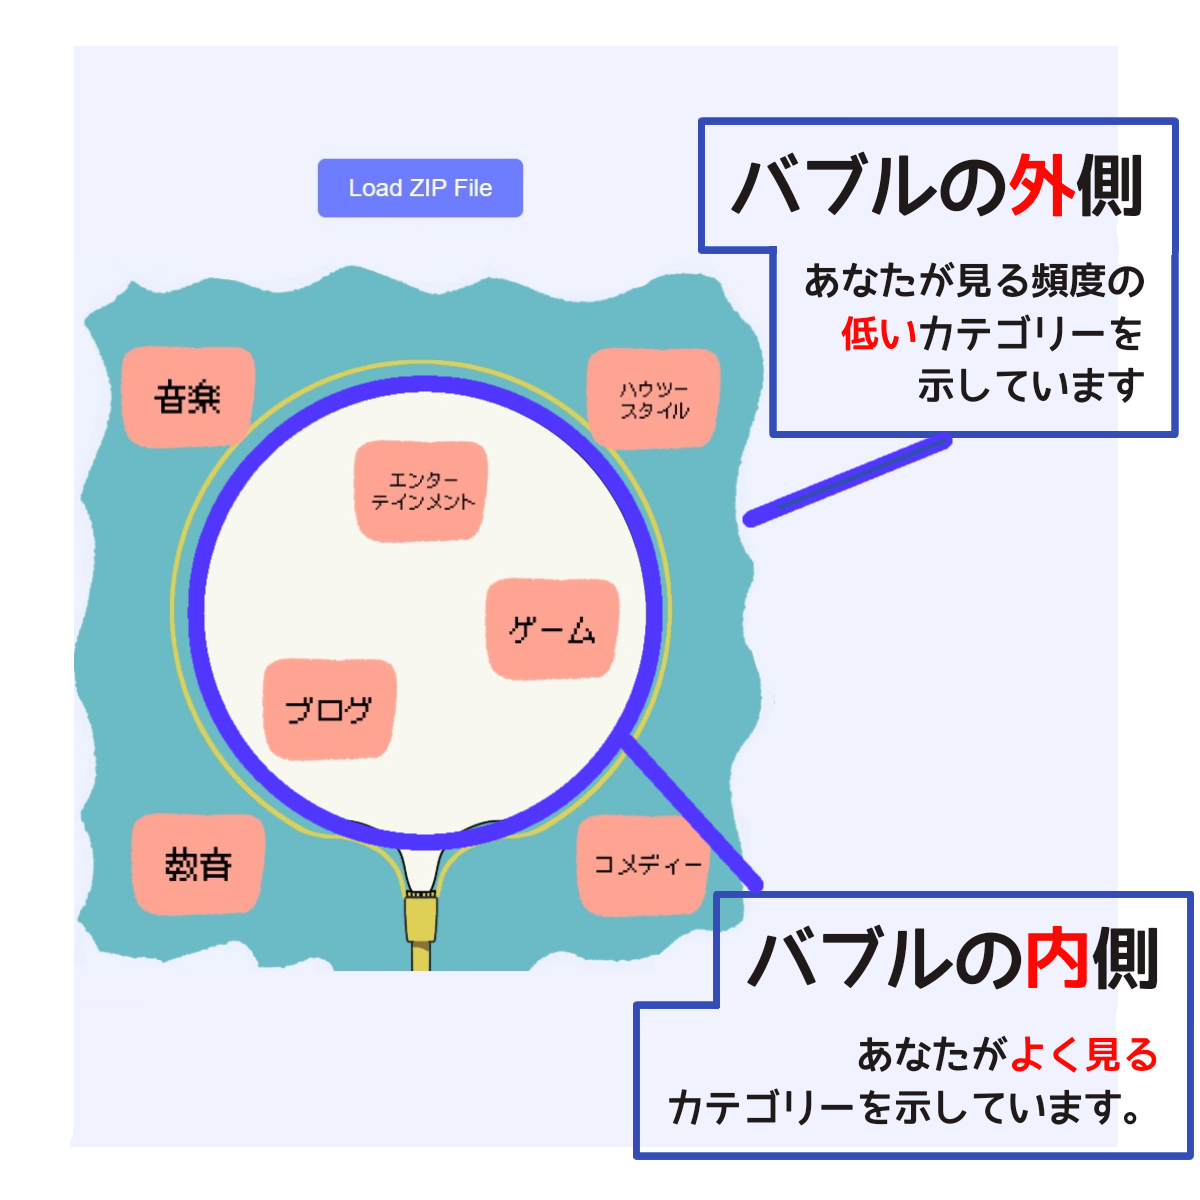 Load ZIP File
バブルの外側
あなたが見る頻度の
低いカテゴリーを
示しています
音楽
ハウツー
スタイル
エンター
テインメント
ゲーム
ブログ
教育
コメディー
バブルの内側
あなたがよく見る
カテゴリーを示しています。